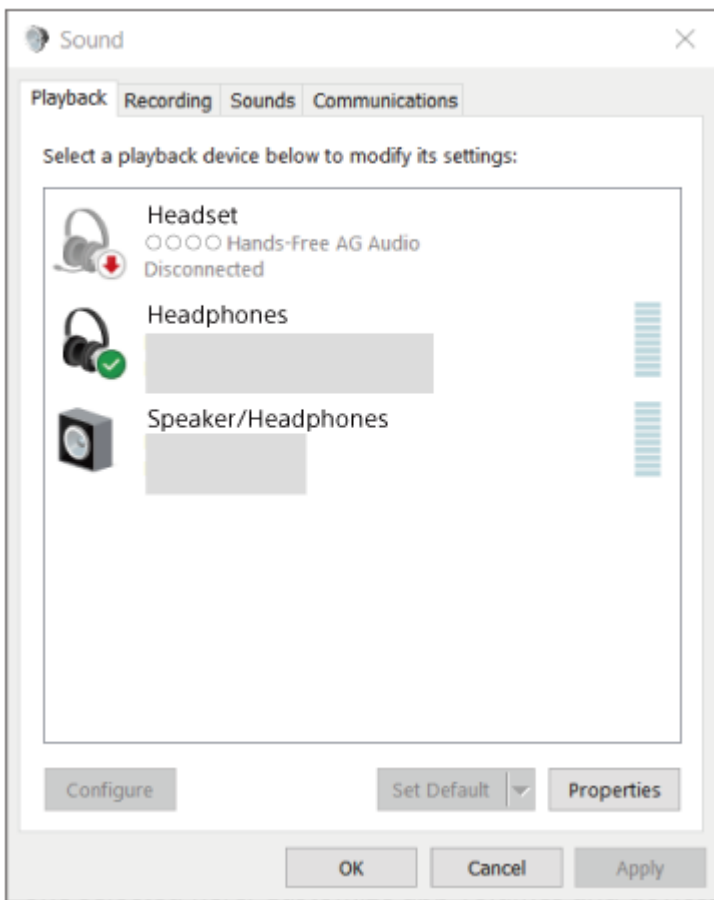 Sound
Playback Recording Sounds Communications
Select a playback device below to modify its settings:
Headset
○○○○ Hands-Free AG Audio
Disconnected
Headphones
Speaker/Headphones
Configure Set Default Properties
OK Cancel Apply